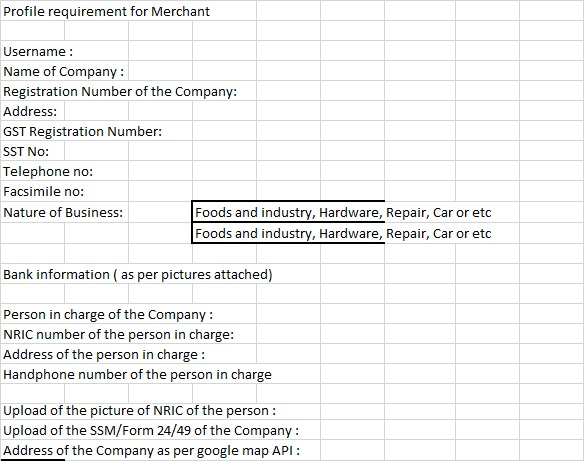 Profile requirement for Merchant
Username :
Name of Company :
Registration Number of the Company:
Address:
GST Registration Number:
SST No:
Telephone no:
Facsimile no:
Nature of Business: Foods and industry, Hardware, Repair, Car or etc
Foods and industry, Hardware, Repair, Car or etc
Bank information ( as per pictures attached)
Person in charge of the Company :
NRIC number of the person in charge:
Address of the person in charge :
Handphone number of the person in charge
Upload of the picture of NRIC of the person :
Upload of the SSM/Form 24/49 of the Company :
Address of the Company as per google map API :